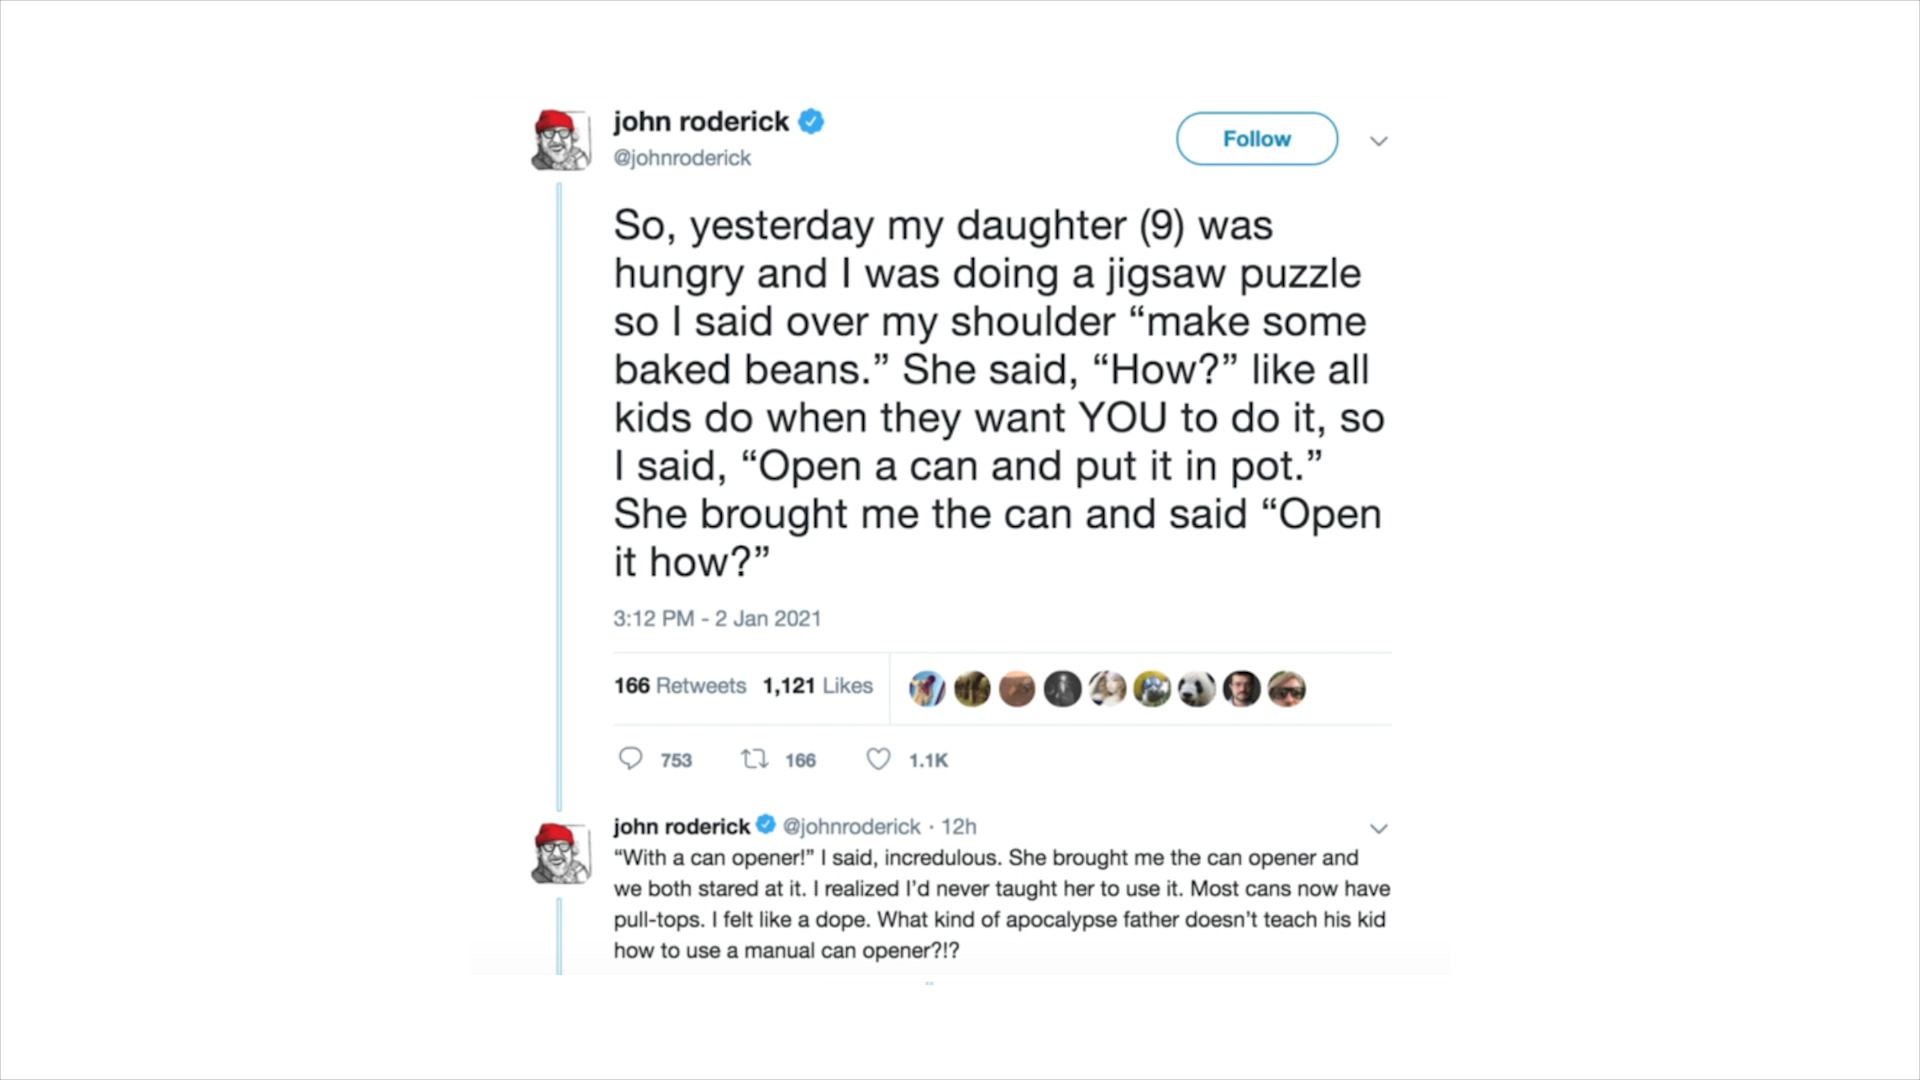 john roderick
@johnroderick
Follow
So, yesterday my daughter (9) was
hungry and I was doing a jigsaw puzzle
so I said over my shoulder “make some
baked beans.” She said, “How?” like all
kids do when they want YOU to do it, so
I said, “Open a can and put it in pot.”
She brought me the can and said “Open
it how?”
3:12 PM - 2 Jan 2021
166 Retweets 1,121 Likes
753 166 1.1K
john roderick @johnroderick · 12h
“With a can opener!” I said, incredulous. She brought me the can opener and
we both stared at it. I realized I’d never taught her to use it. Most cans now have
pull-tops. I felt like a dope. What kind of apocalypse father doesn’t teach his kid
how to use a manual can opener?!?